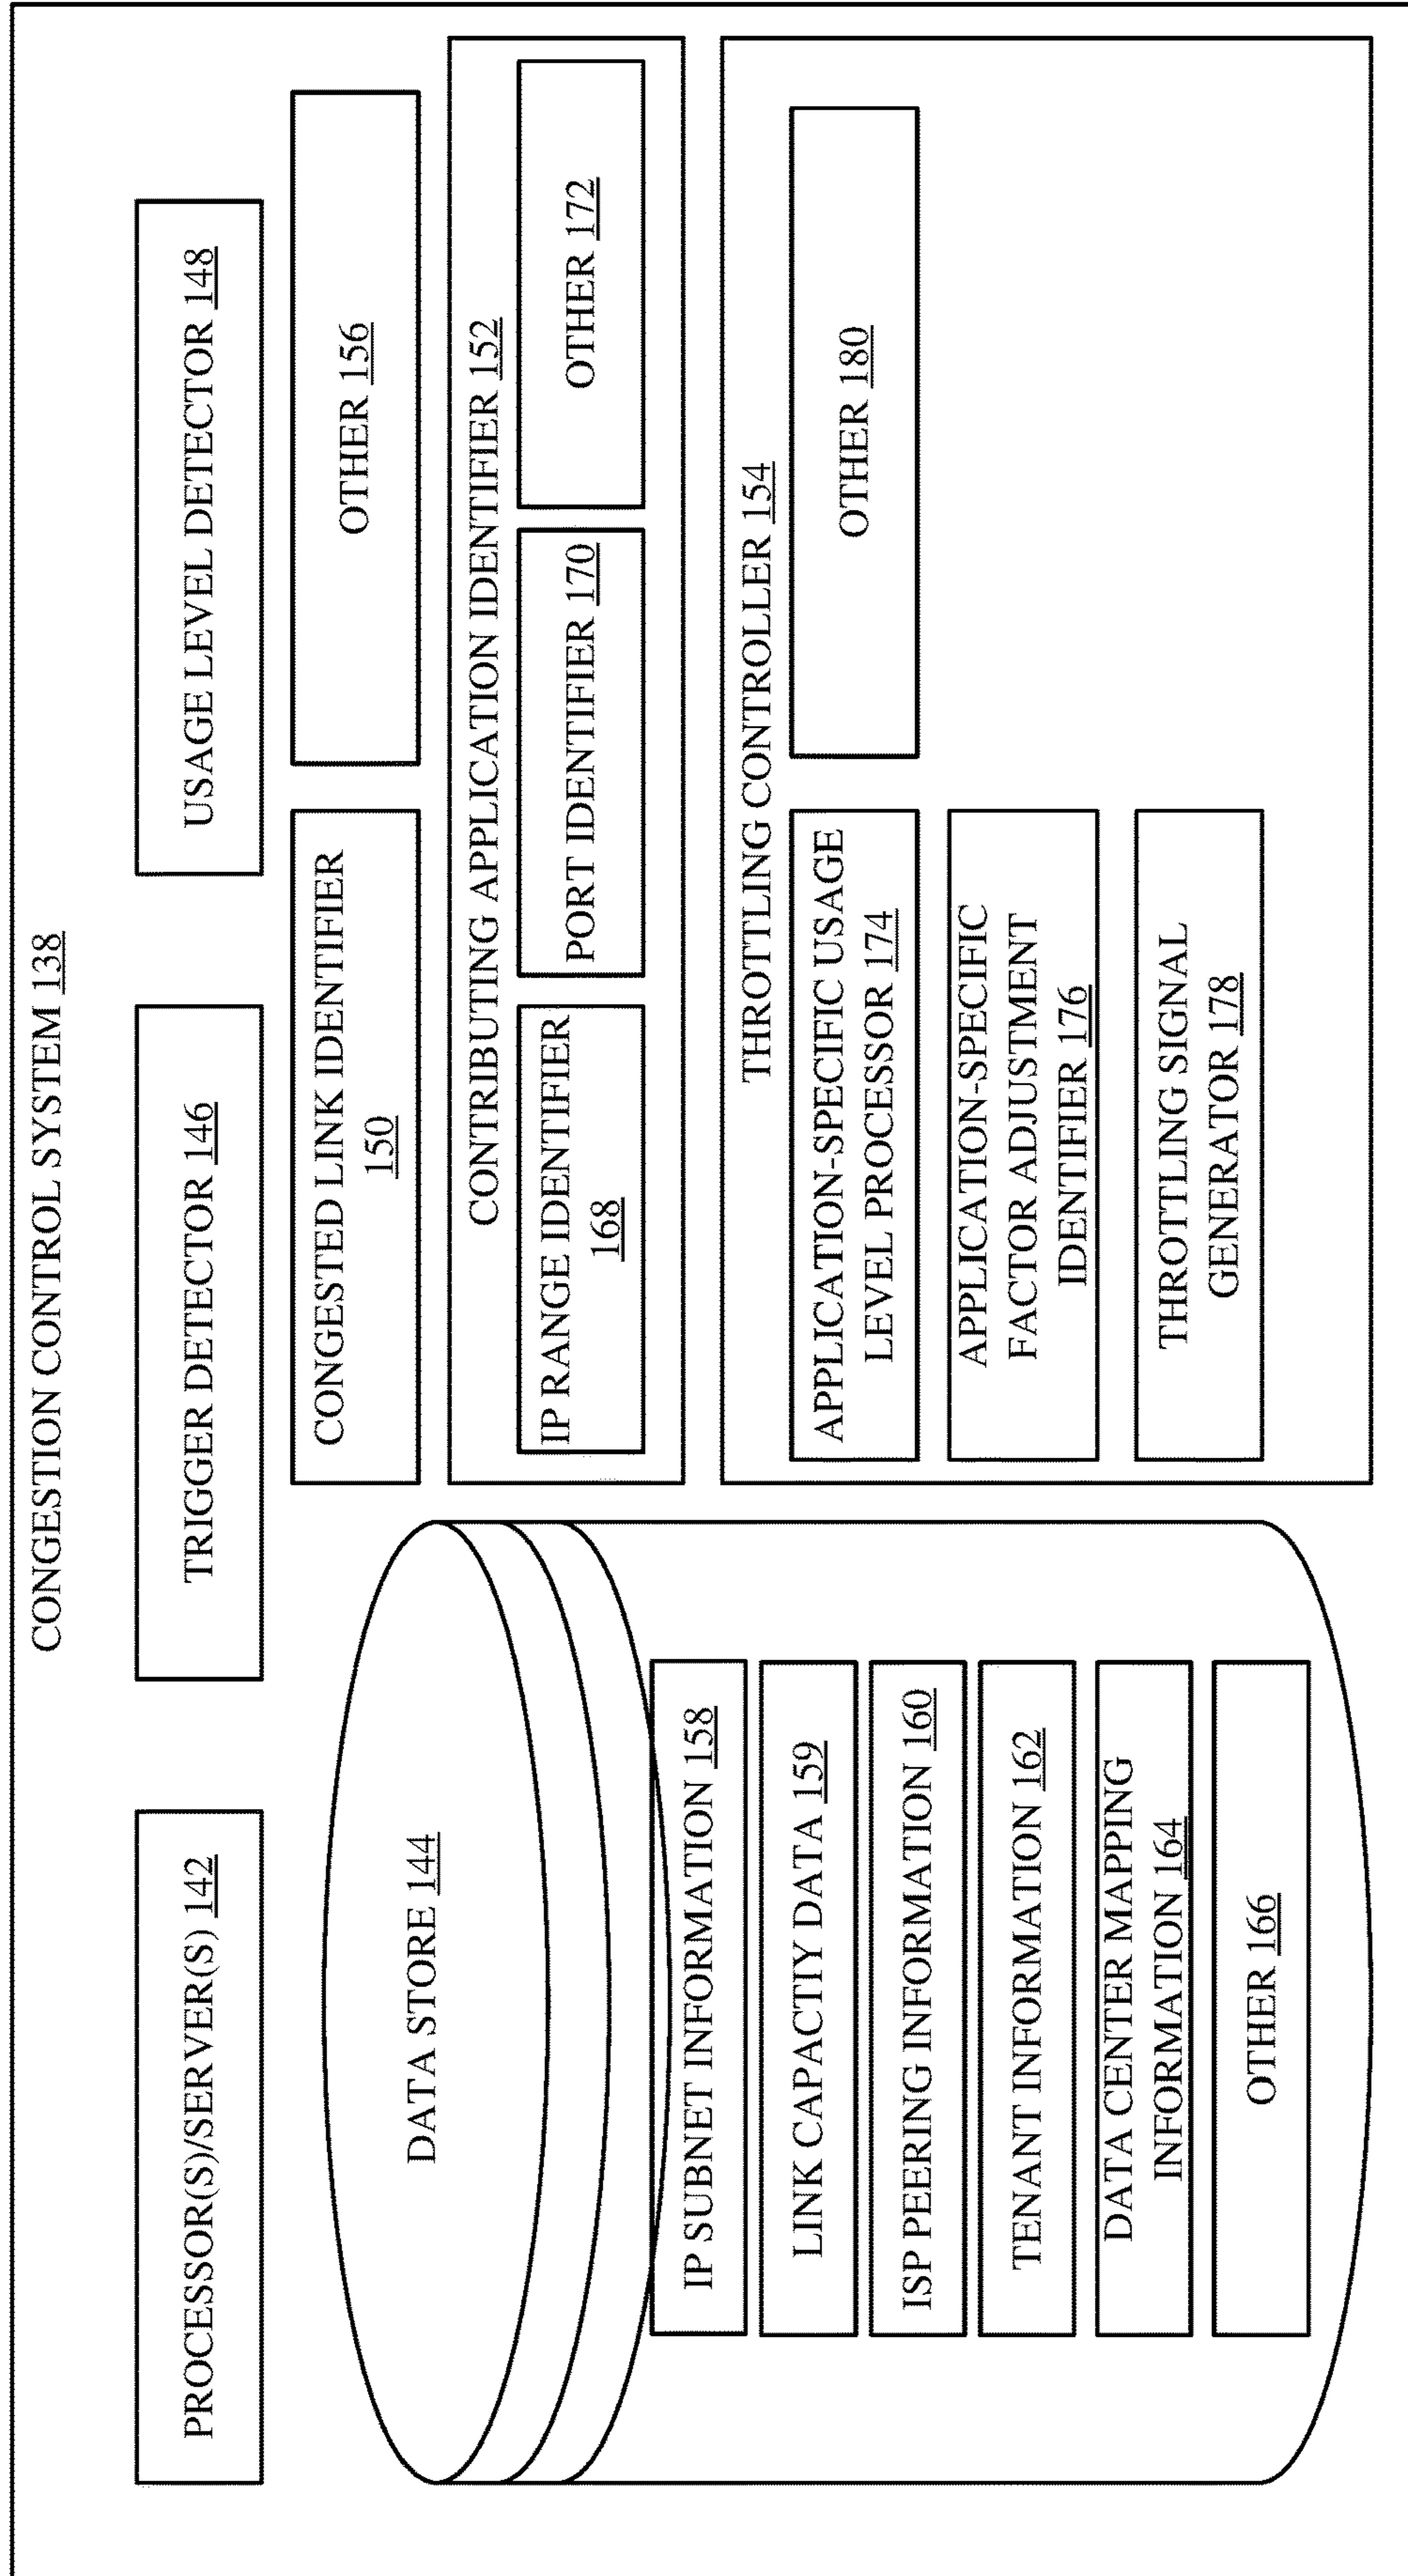 CONGESTION CONTROL SYSTEM 138
PROCESSOR(S)/SERVER(S) 142
TRIGGER DETECTOR 146
USAGE LEVEL DETECTOR 148
DATA STORE 144
IP SUBNET INFORMATION 158
LINK CAPACTIY DATA 159
ISP PEERING INFORMATION 160
TENANT INFORMATION 162
DATA CENTER MAPPING
INFORMATION 164
OTHER 166
CONGESTED LINK IDENTIFIER
150
OTHER 156
CONTRIBUTING APPLICATION IDENTIFIER 152
IP RANGE IDENTIFIER
168
PORT IDENTIFIER 170
OTHER 172
THROTTLING CONTROLLER 154
APPLICATION-SPECIFIC USAGE
LEVEL PROCESSOR 174
OTHER 180
APPLICATION-SPECIFIC
FACTOR ADJUSTMENT
IDENTIFIER 176
THROTTLING SIGNAL
GENERATOR 178